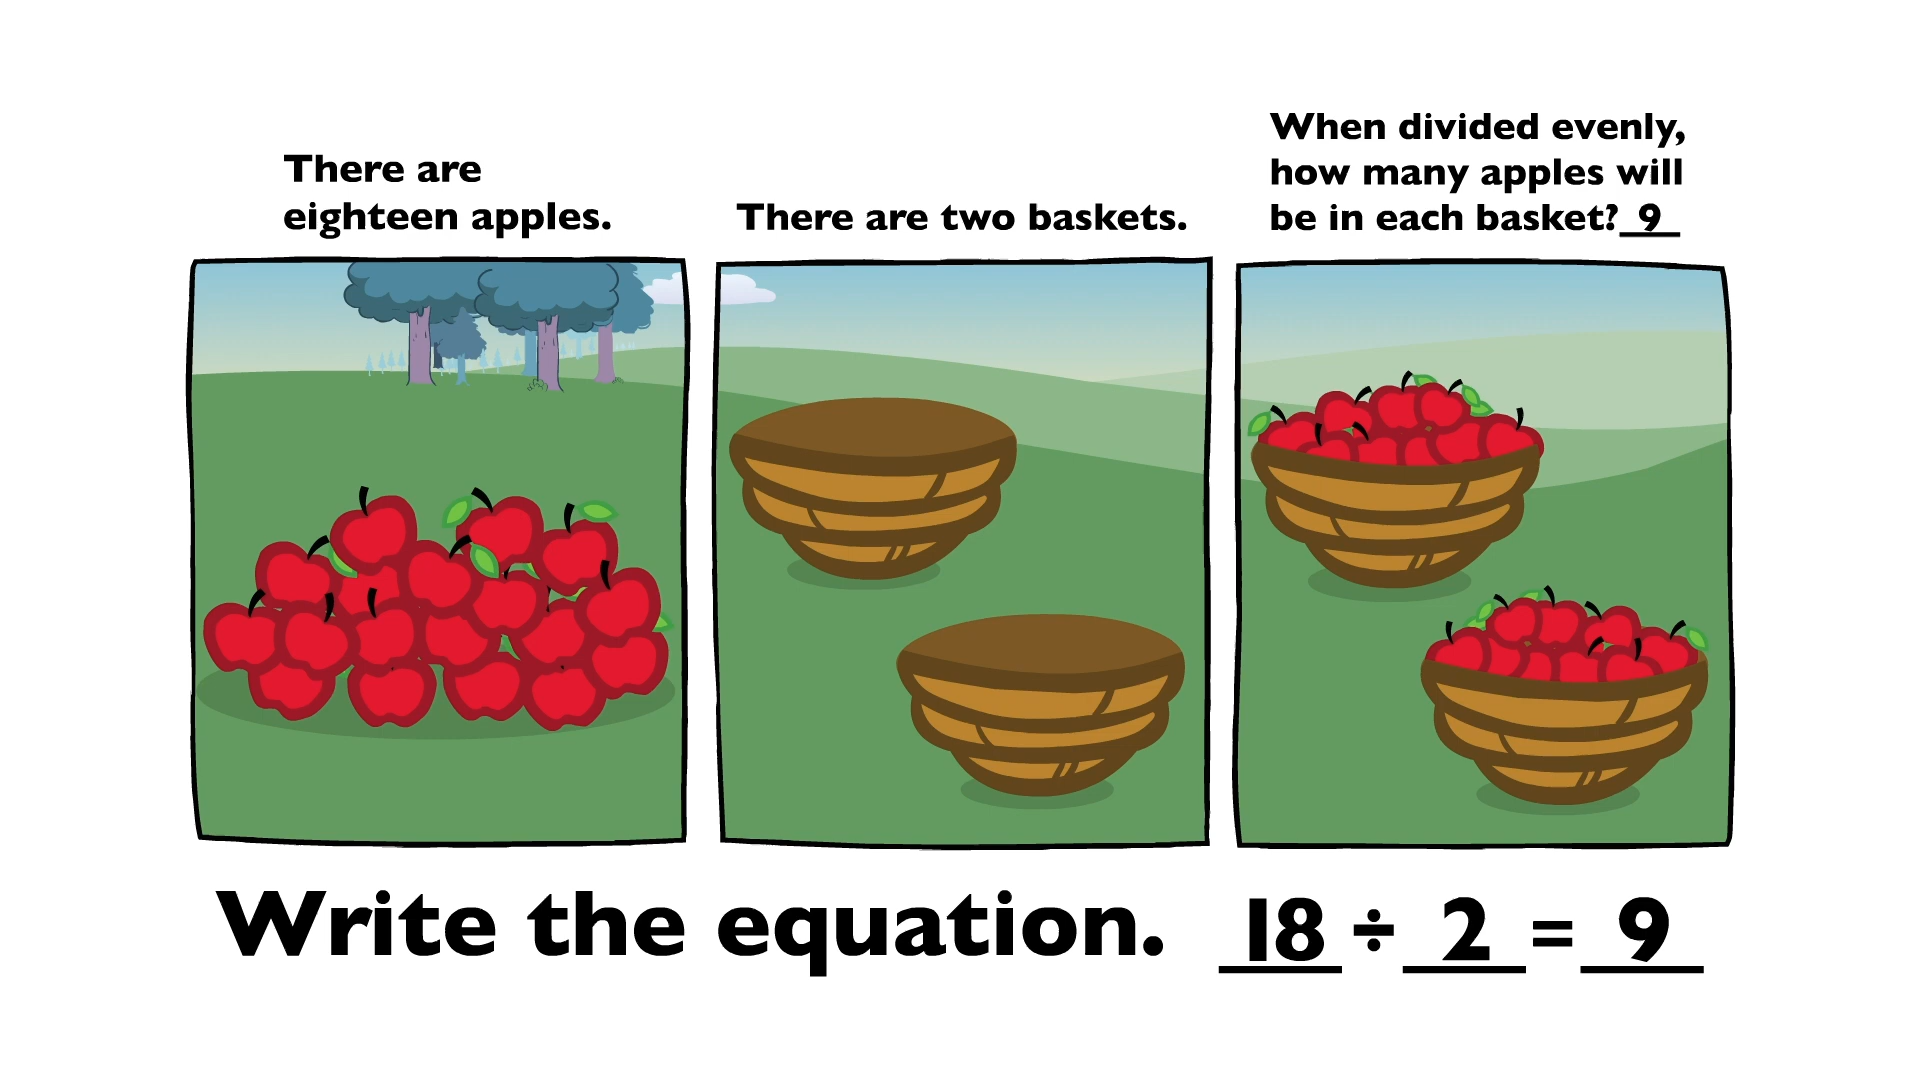 There are
eighteen apples.
There are two baskets.
When divided evenly,
how many apples will
be in each basket? 9
Write the equation. 18 ÷ 2 = 9